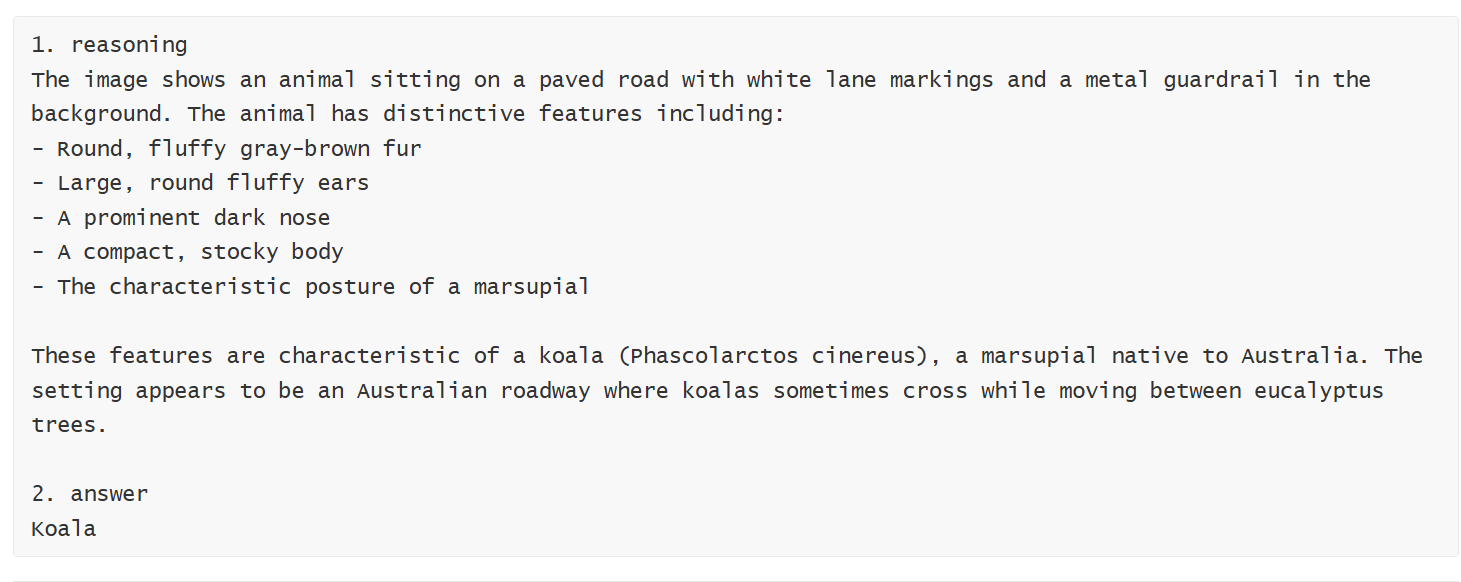 1. reasoning
The image shows an animal sitting on a paved road with white lane markings and a metal guardrail in the
background. The animal has distinctive features including:
- Round, fluffy gray-brown fur
- Large, round fluffy ears
- A prominent dark nose
- A compact, stocky body
- The characteristic posture of a marsupial
These features are characteristic of a koala (Phascolarctos cinereus), a marsupial native to Australia. The
setting appears to be an Australian roadway where koalas sometimes cross while moving between eucalyptus
trees.
2. answer
Koala